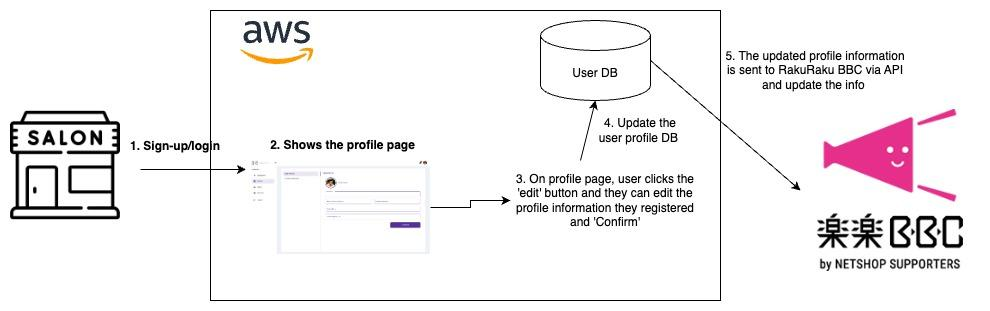 aws
SALON
1. Sign-up/login
2. Shows the profile page
User DB
4. Update the
user profile DB
3. On profile page, user clicks the
'edit' button and they can edit the
profile information they registered
and 'Confirm'
5. The updated profile information
is sent to RakuRaku BBC via API
and update the info
楽楽BBC
by NETSHOP SUPPORTERS